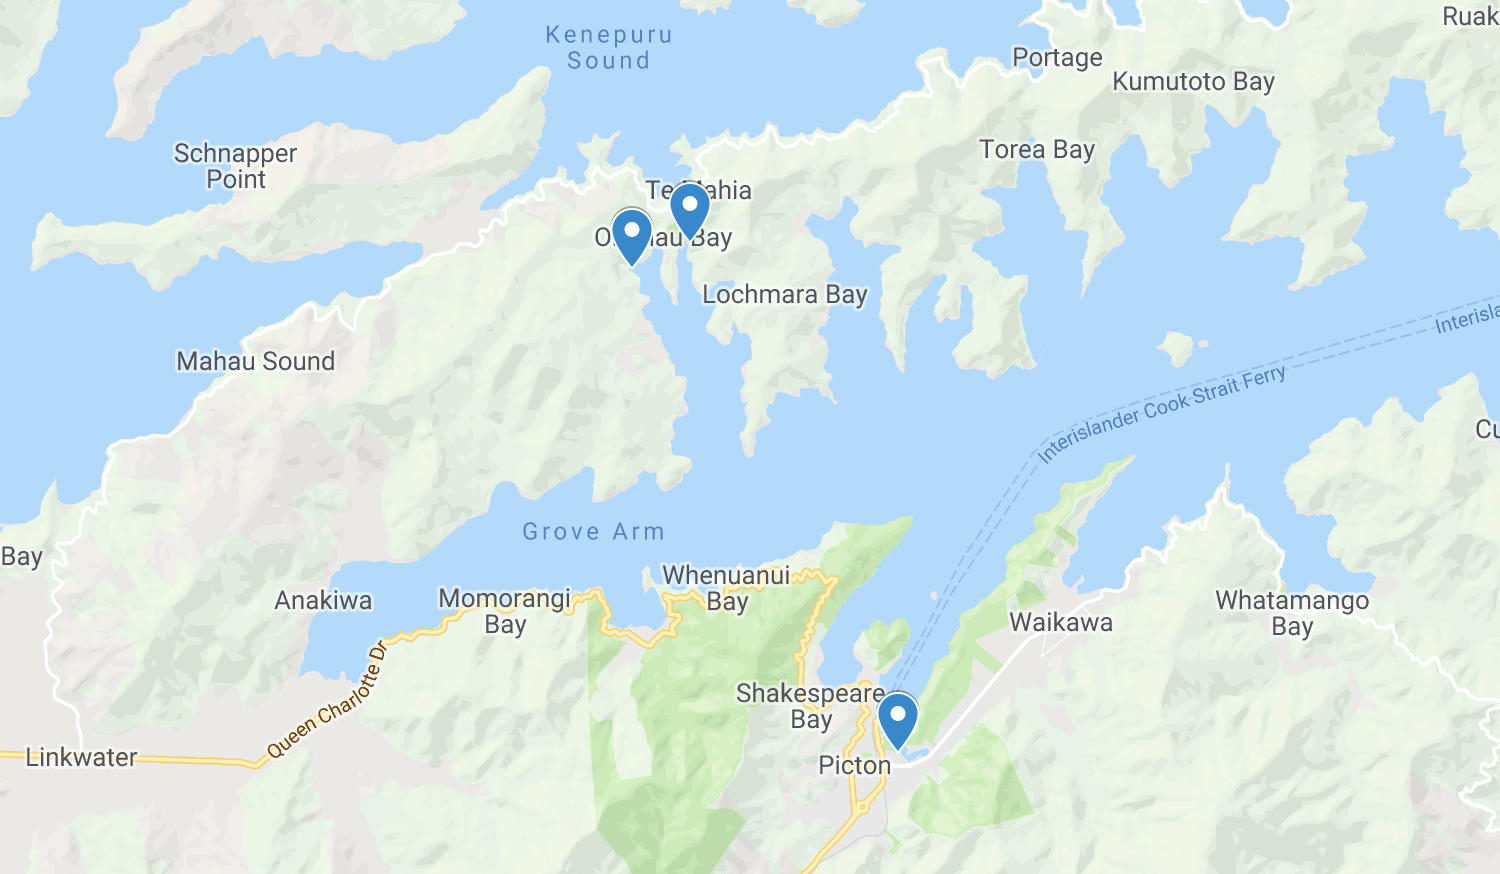 Ruak
Kenepuru
Sound
Portage
Kumutoto Bay
Schnapper
Point
Torea Bay
Bay
Lochmara Bay
Interisla
Mahau Sound
Interislander Cook Strait Ferry
Cu
Grove Arm
Bay
Whenuanui
Bay
Anakiwa
Momorangi
Bay
Whatamango
Bay
Waikawa
Queen Charlotte Dr
Shakespeare
Bay
Linkwater
Picton